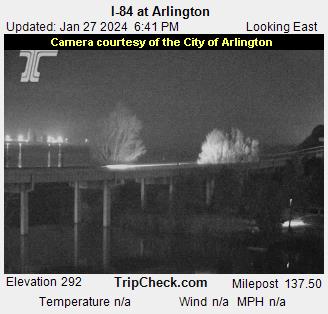 I-84 at Arlington
Updated: Jan 27 2024 6:41 PM Looking East
Camera courtesy of the City of Arlington
Elevation 292 TripCheck.com Milepost 137.50
Temperature n/a Wind n/a MPH n/a